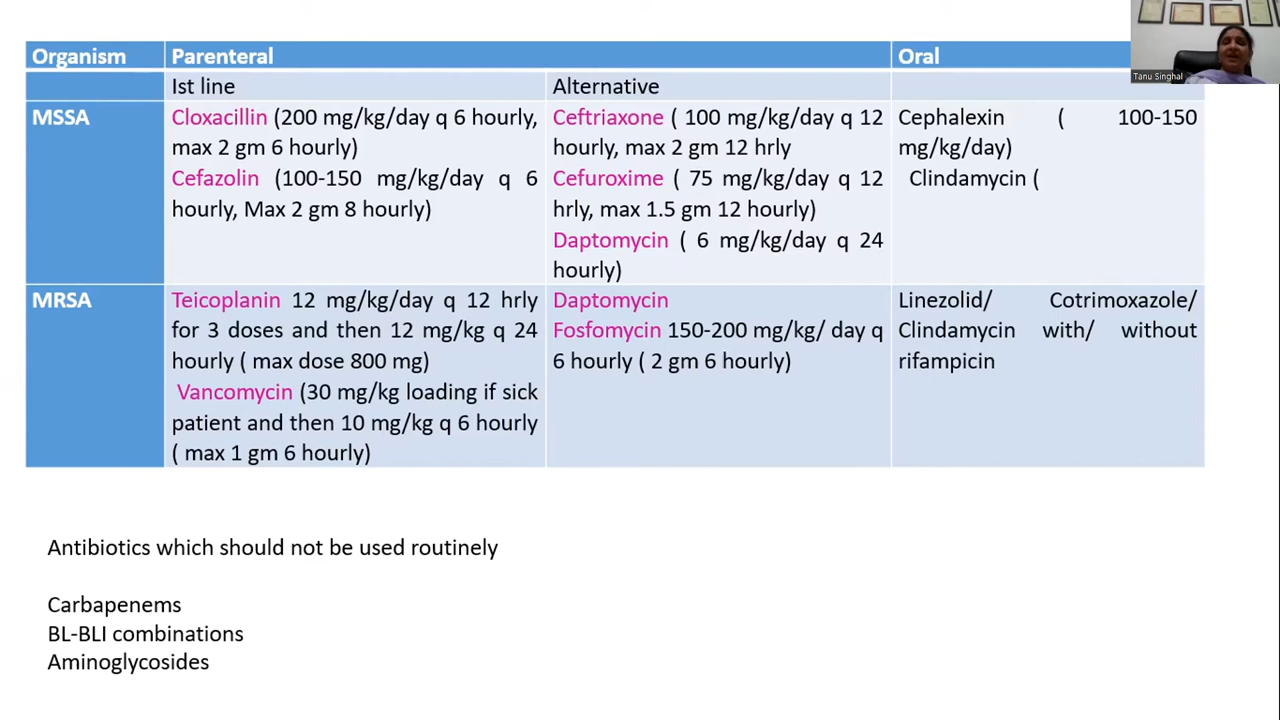 Organism Parenteral Oral
Ist line Alternative
MSSA
Cloxacillin (200 mg/kg/day q 6 hourly,
max 2 gm 6 hourly)
Cefazolin (100-150 mg/kg/day q 6
hourly, Max 2 gm 8 hourly)
Ceftriaxone ( 100 mg/kg/day q 12
hourly, max 2 gm 12 hrly
Cefuroxime ( 75 mg/kg/day q 12
hrly, max 1.5 gm 12 hourly)
Daptomycin ( 6 mg/kg/day q 24
hourly)
Cephalexin ( 100-150
mg/kg/day)
Clindamycin (
MRSA
Teicoplanin 12 mg/kg/day q 12 hrly
for 3 doses and then 12 mg/kg q 24
hourly ( max dose 800 mg)
Vancomycin (30 mg/kg loading if sick
patient and then 10 mg/kg q 6 hourly
( max 1 gm 6 hourly)
Daptomycin
Fosfomycin 150-200 mg/kg/ day q
6 hourly ( 2 gm 6 hourly)
Linezolid/ Cotrimoxazole/
Clindamycin with/ without
rifampicin
Antibiotics which should not be used routinely
Carbapenems
BL-BLI combinations
Aminoglycosides
Tanu Singhal